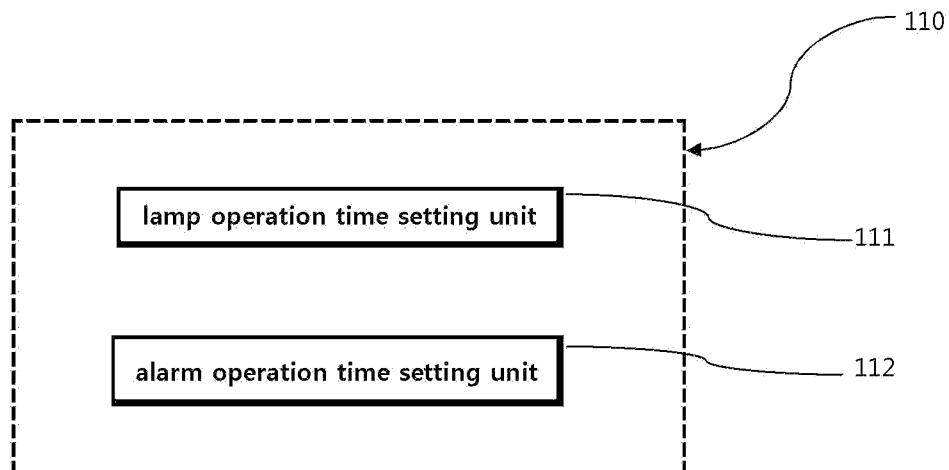 110
lamp operation time setting unit
111
alarm operation time setting unit
112